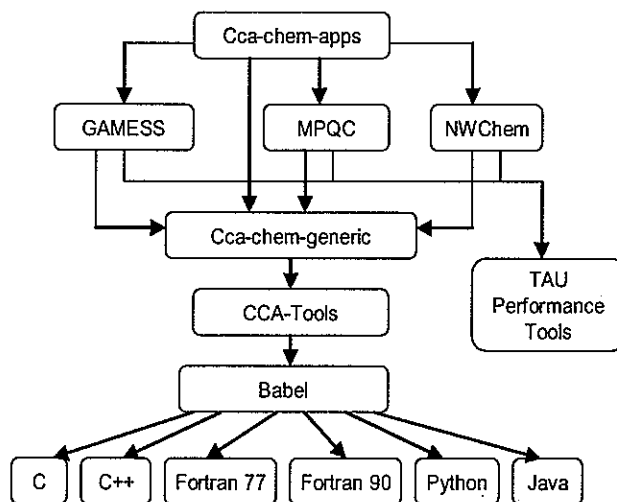 Cca-chem-apps
GAMESS
MPQC
NWChem
Cca-chem-generic
TAU
Performance
Tools
CCA-Tools
Babel
C
C++
Fortran 77
Fortran 90
Python
Java